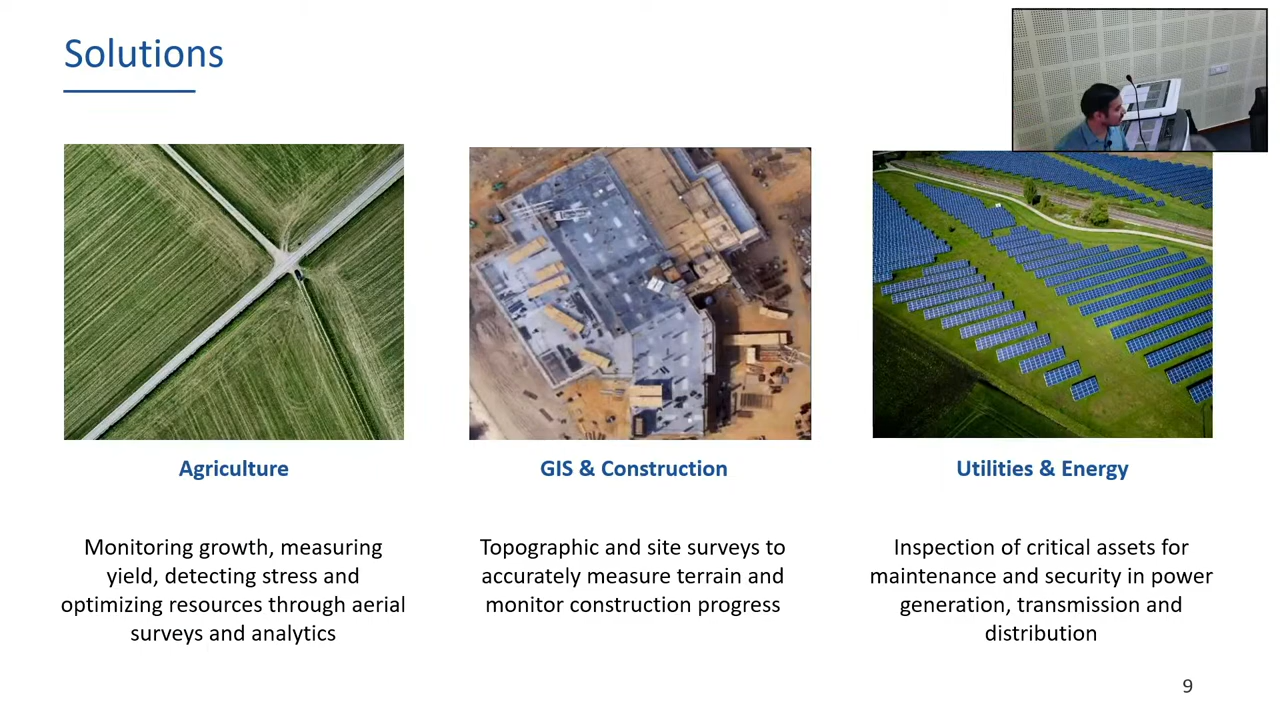 Solutions
Agriculture
Monitoring growth, measuring
yield, detecting stress and
optimizing resources through aerial
surveys and analytics
GIS & Construction
Topographic and site surveys to
accurately measure terrain and
monitor construction progress
Utilities & Energy
Inspection of critical assets for
maintenance and security in power
generation, transmission and
distribution
9